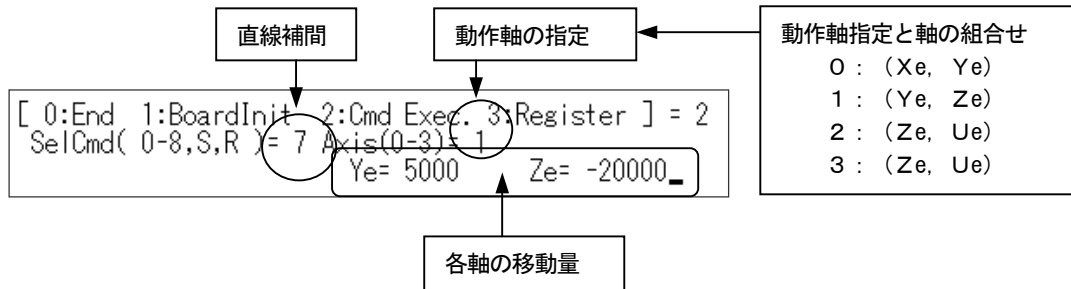 直線補間
動作軸の指定
動作軸指定と軸の組合せ
0 : (Xe, Ye)
1 : (Ye, Ze)
2 : (Ze, Ue)
3 : (Ze, Ue)
[ 0:End 1:BoardInit 2:Cmd Exec. 3:Register ] = 2
SelCmd( 0-8,S,R )= 7 Axis(0-3)= 1
Ye= 5000 Ze= -20000
各軸の移動量